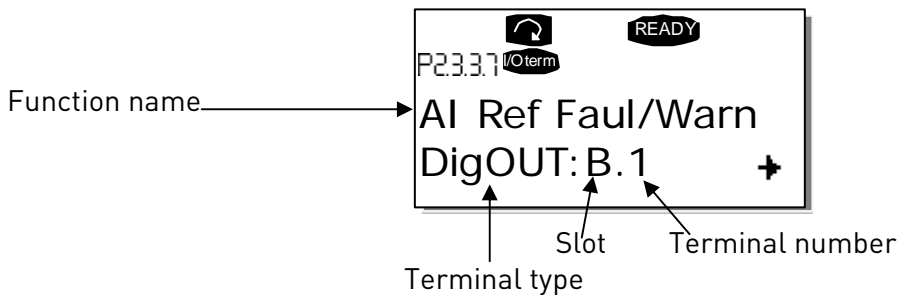 READY
P2.3.3.7 I/Oterm
Function name
AI Ref Faul/Warn
DigOUT:B.1
Slot Terminal number
Terminal type